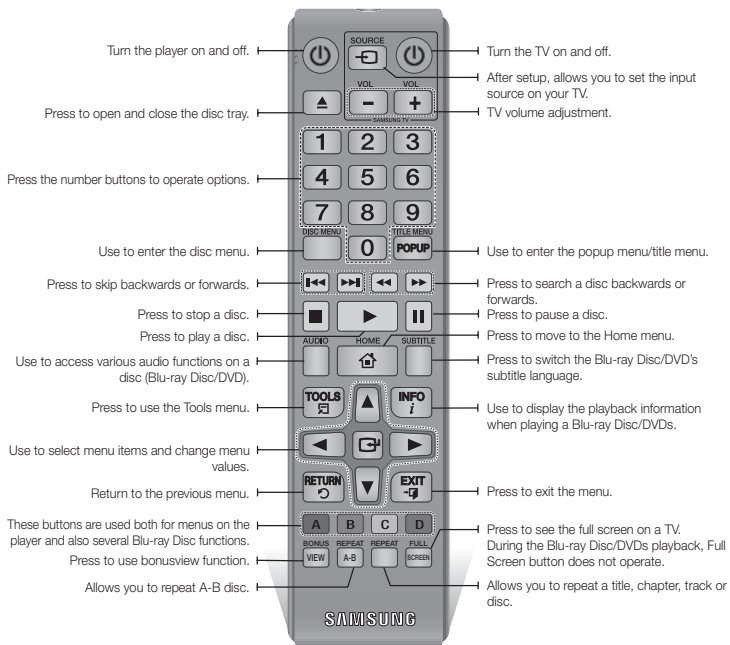 Turn the player on and off.
SOURCE
Turn the TV on and off.
After setup, allows you to set the input
source on your TV.
VOL
VOL
-
+
Press to open and close the disc tray.
SAMSUNG TV
TV volume adjustment.
1 2 3
Press the number buttons to operate options.
4 5 6
7 8 9
DISC MENU
0
TITLE MENU
POPUP
Use to enter the disc menu.
Use to enter the popup menu/title menu.
Press to skip backwards or forwards.
Press to search a disc backwards or
forwards.
Press to stop a disc.
Press to pause a disc.
Press to play a disc.
AUDIO
HOME
SUBTITLE
Press to move to the Home menu.
Use to access various audio functions on a
disc (Blu-ray Disc/DVD).
Press to switch the Blu-ray Disc/DVD's
subtitle language.
TOOLS
INFO
i
Press to use the Tools menu.
Use to display the playback information
when playing a Blu-ray Disc/DVDs.
Use to select menu items and change menu
values.
RETURN
EXIT
Return to the previous menu.
Press to exit the menu.
A B C D
These buttons are used both for menus on the
player and also several Blu-ray Disc functions.
BONUS
VIEW
REPEAT
A-B
REPEAT
FULL
SCREEN
Press to see the full screen on a TV.
During the Blu-ray Disc/DVDs playback, Full
Screen button does not operate.
Press to use bonusview function.
Allows you to repeat A-B disc.
Allows you to repeat a title, chapter, track or
disc.
SAMSUNG